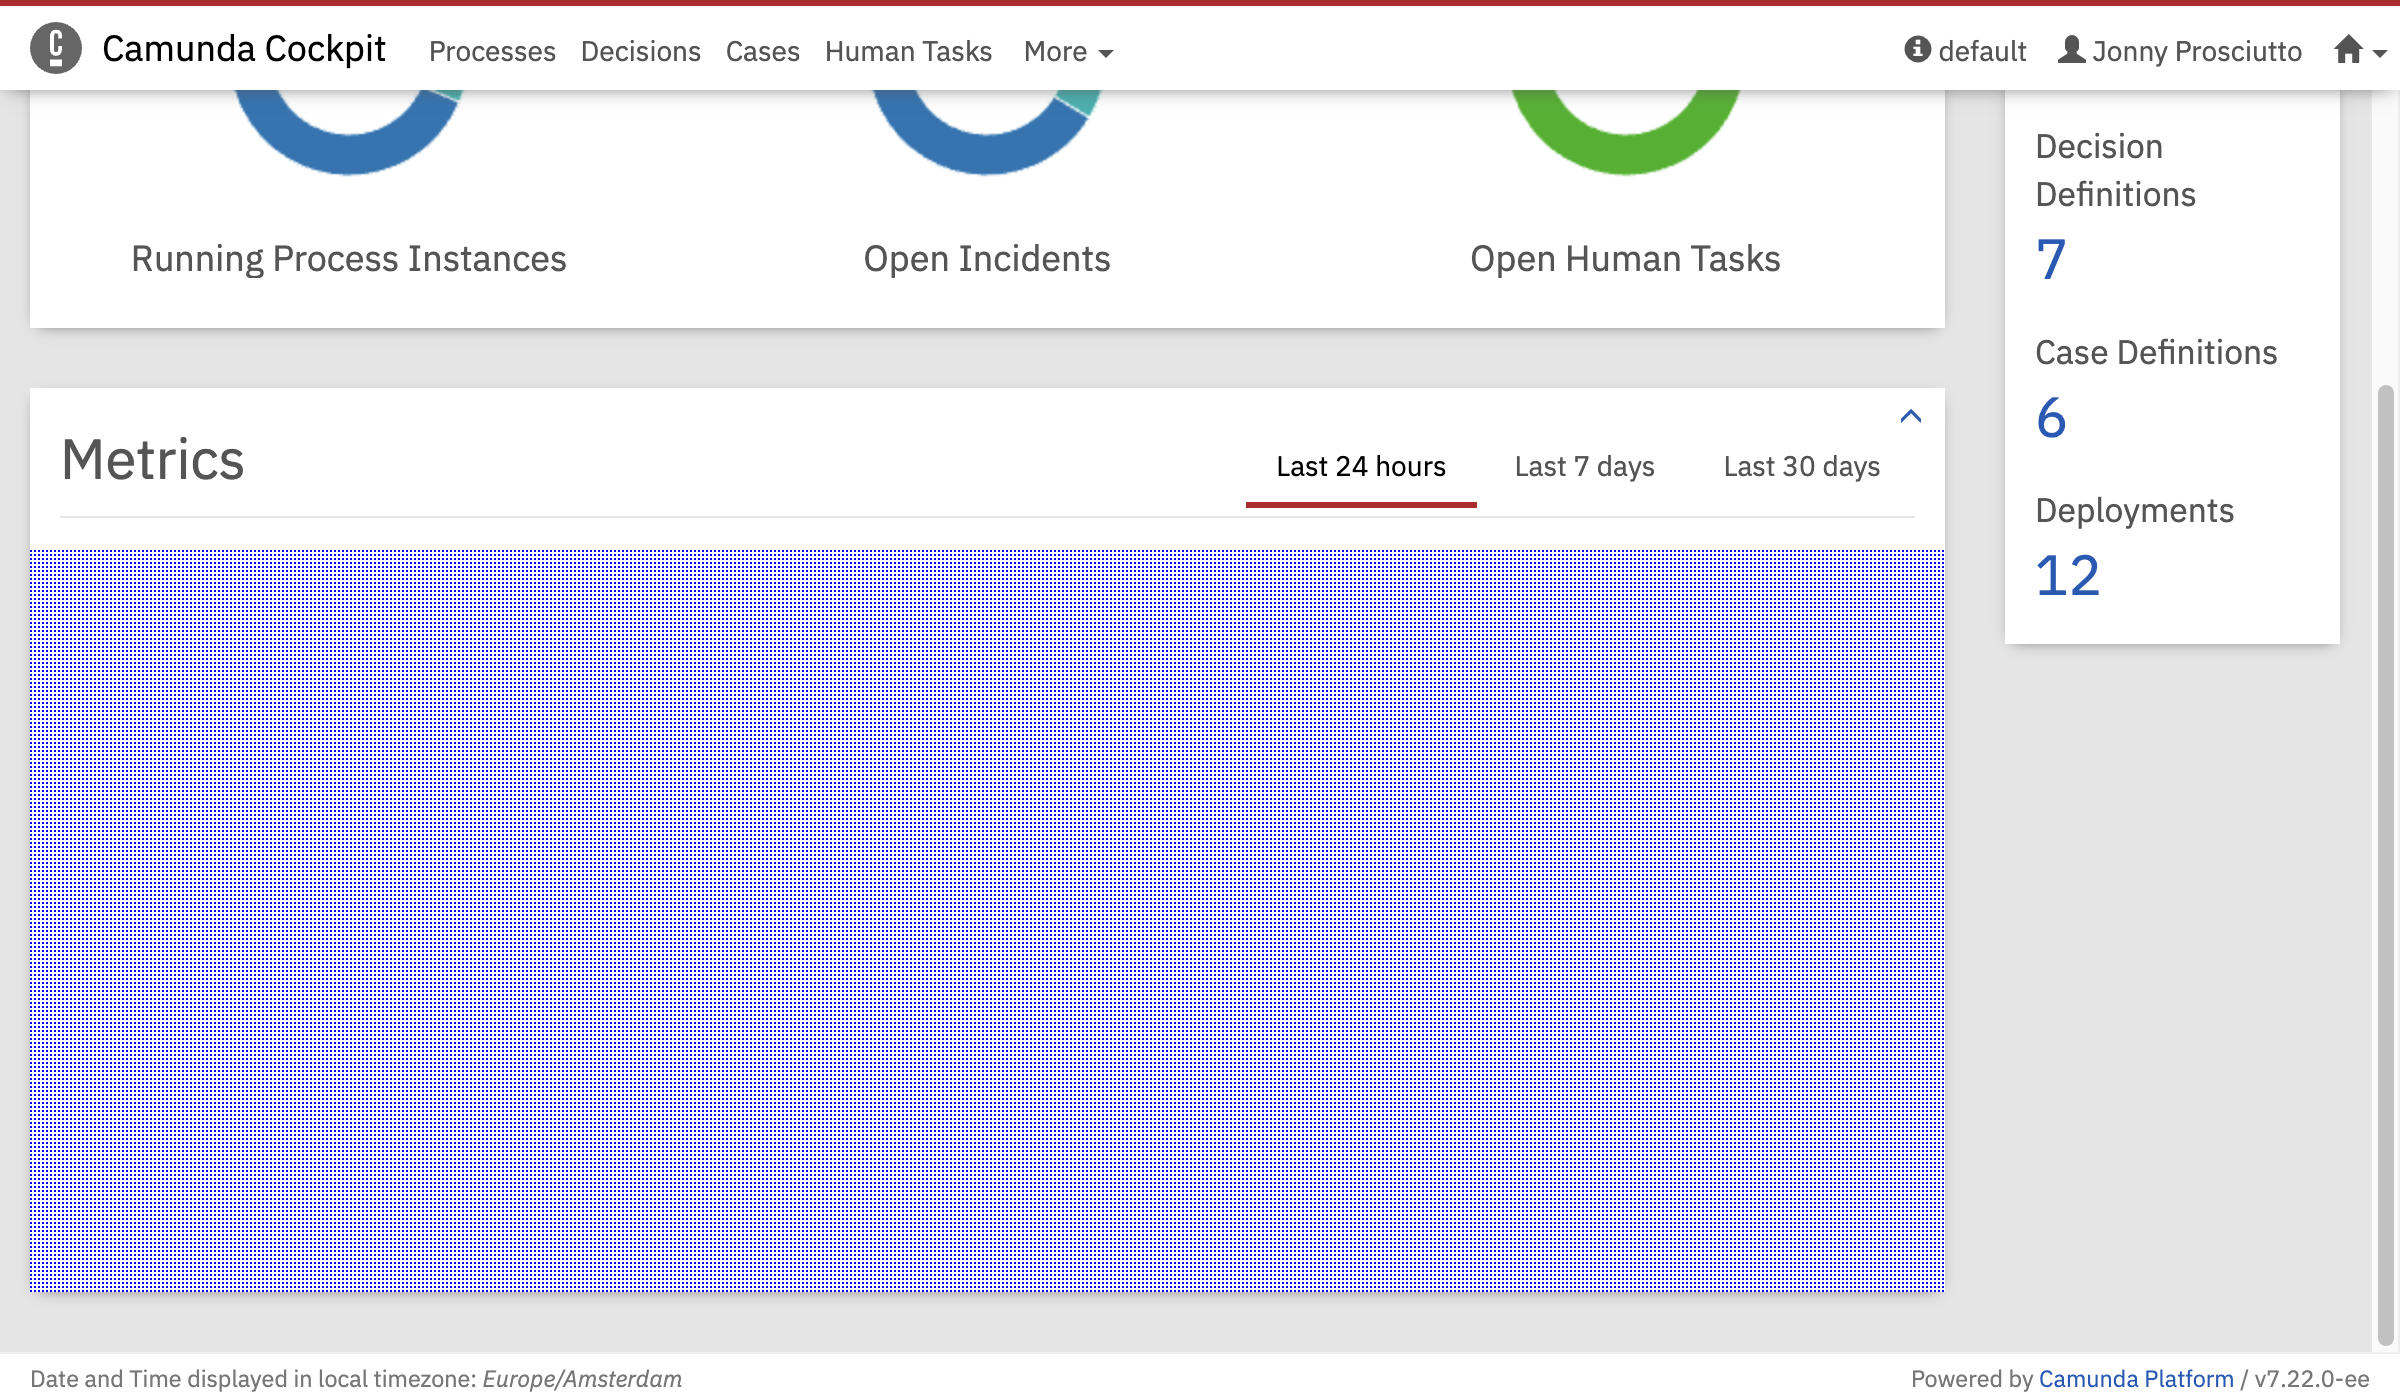 Camunda Cockpit Processes Decisions Cases Human Tasks More default Jonny Prosciutto
Running Process Instances Open Incidents Open Human Tasks
Metrics Last 24 hours Last 7 days Last 30 days
Decision
Definitions
7
Case Definitions
6
Deployments
12
Date and Time displayed in local timezone: Europe/Amsterdam Powered by Camunda Platform / v7.22.0-ee